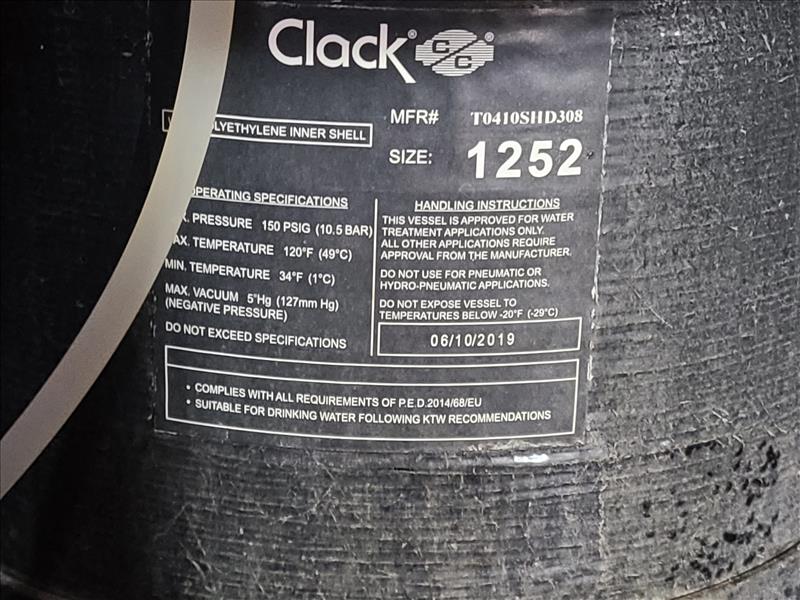 Clack®
MFR# T0410SHD308
SIZE: 1252
INNER SHELL
OPERATING SPECIFICATIONS
PRESSURE 150 PSIG (10.5 BAR)
TEMPERATURE 120°F (49°C)
MIN. TEMPERATURE 34°F (1°C)
MAX. VACUUM 5"Hg (127mm Hg)
(NEGATIVE PRESSURE)
DO NOT EXCEED SPECIFICATIONS
HANDLING INSTRUCTIONS
THIS VESSEL IS APPROVED FOR WATER
TREATMENT APPLICATIONS ONLY.
ALL OTHER APPLICATIONS REQUIRE
APPROVAL FROM THE MANUFACTURER.
DO NOT USE FOR PNEUMATIC OR
HYDRO-PNEUMATIC APPLICATIONS.
DO NOT EXPOSE VESSEL TO
TEMPERATURES BELOW -20°F (-29°C)
06/10/2019
• COMPLIES WITH ALL REQUIREMENTS OF P.E.D. 2014/68/EU
• SUITABLE FOR DRINKING WATER FOLLOWING KTW RECOMMENDATIONS